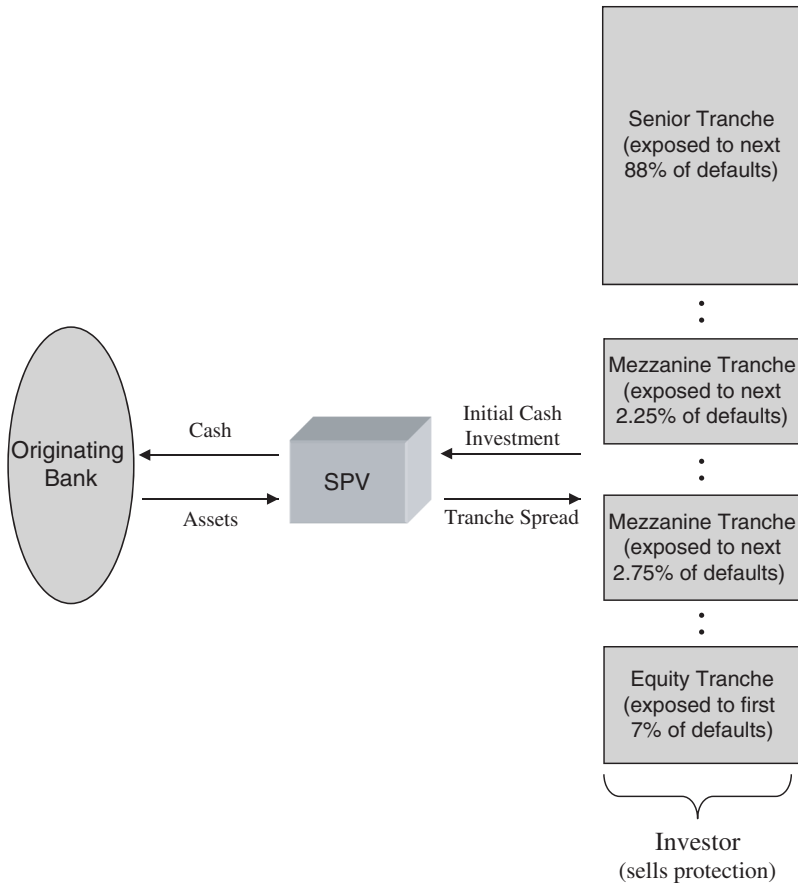 Senior Tranche
(exposed to next
88% of defaults)
Mezzanine Tranche
(exposed to next
2.25% of defaults)
Originating
Bank
Cash
Assets
SPV
Initial Cash
Investment
Tranche Spread
Mezzanine Tranche
(exposed to next
2.75% of defaults)
Equity Tranche
(exposed to first
7% of defaults)
Investor
(sells protection)